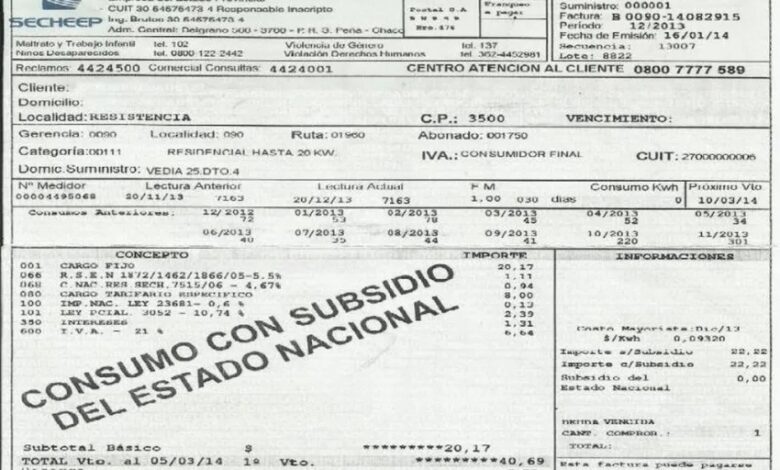 CUIT 30 64676473 4 Responsable Inscripto
SECHEEP
Ing. Brutos 30 64676473 4
Adm. Central: Belgrano 500 - 3700 - P. R. S. Peña - Chaco
Postal S.A
Franqueo
a pagar
Suministro: 000001
Factura: B 0090-14082915
Período: 12/2013
Fecha de Emisión: 16/01/14
Secuencia: 13007
Lote: 8822
Maltrato y Trabajo Infantil tel. 102 Violencia de Género tel. 137
Niños Desaparecidos tel. 0800 122 2442 Violación Derechos Humanos tel. 362-4452981
Reclamos: 4424500 Comercial Consultas: 4424001 CENTRO ATENCION AL CLIENTE 0800 7777 589
Cliente:
Domicilio:
Localidad: RESISTENCIA C.P.: 3500 VENCIMIENTO:
Gerencia: 0090 Localidad: 090 Ruta: 01960 Abonado: 001750
Categoría: 00111 RESIDENCIAL HASTA 20 KW. IVA.: CONSUMIDOR FINAL CUIT: 27000000006
Domic. Suministro: VEDIA 25.DTO.4
Nº Medidor Lectura Anterior Lectura Actual F M Consumo Kwh Próximo Vto
00004495068 20/11/13 7163 20/12/13 7163 1,00 030 días 0 10/03/14
Consumos Anteriores: 12/2012 01/2013 02/2013 03/2013 04/2013 05/2013
72 53 78 45 52 34
06/2013 07/2013 08/2013 09/2013 10/2013 11/2013
40 35 44 41 220 301
CONCEPTO IMPORTE INFORMACIONES
001 CARGO FIJO 20,17
066 R.S.E.N 1872/1462/1866/05-5.5% 1,11
068 C.NAC.RES SECH.7515/06 - 4,67% 0,94
080 CARGO TARIFARIO ESPECIFICO 8,00
100 IMP.NAC. LEY 23681- 0,6 % 0,13
101 LEY PCIAL. 3052 - 10,74 % 2,39
350 INTERESES 1,31
600 I.V.A. - 21 % 6,64
CONSUMO CON SUBSIDIO
DEL ESTADO NACIONAL
Costo Mayorista: Dic/13
$/Kwh 0,09320
Importe s/Subsidio 22,22
Importe c/Subsidio 22,22
Subsidio del 0,00
Estado Nacional
DEUDA VENCIDA
CANT. COMPROB.: 1
TOTAL:
Subtotal Básico $ *********20,17
TOTAL Vto. al 05/03/14 1º Vto. *********40,69
Esta factura puede pagarse